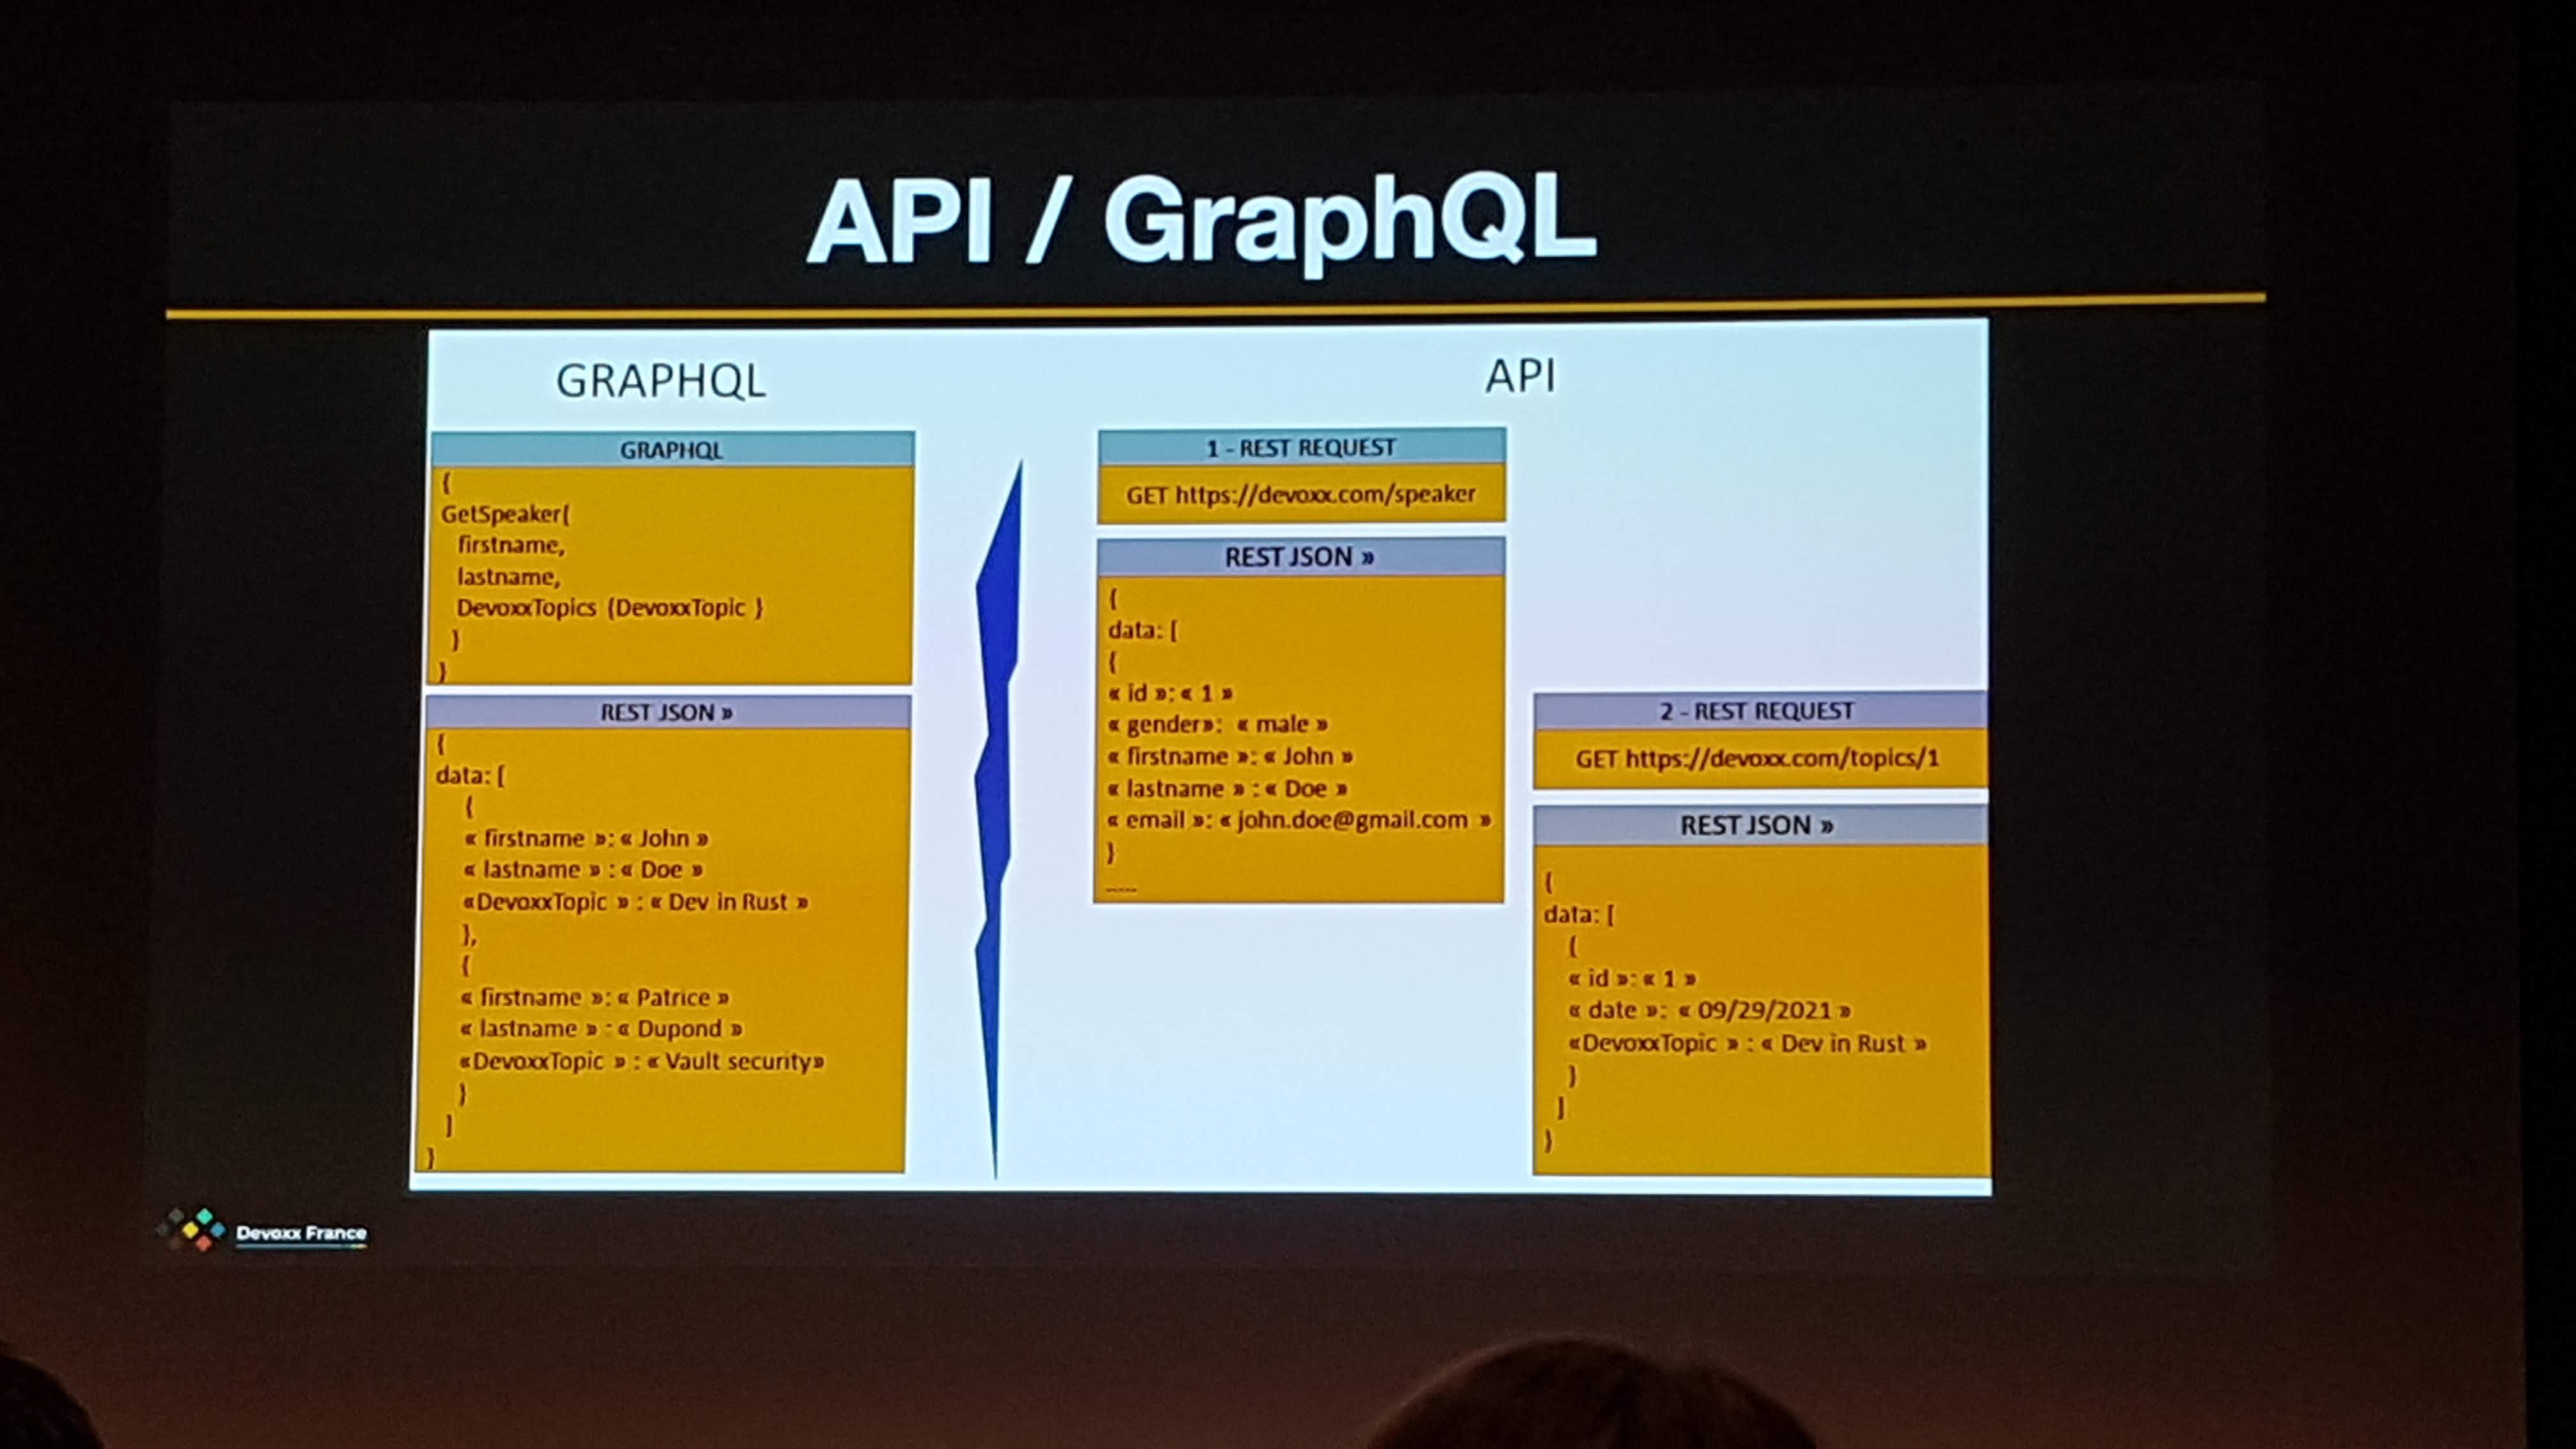 API / GraphQL
GRAPHQL
GRAPHQL
{
GetSpeaker{
firstname,
lastname,
DevoxxTopics {DevoxxTopic }
}
}
REST JSON »
{
data: [
{
« firstname »: « John »
« lastname » : « Doe »
«DevoxxTopic » : « Dev in Rust »
},
{
« firstname »: « Patrice »
« lastname » : « Dupond »
«DevoxxTopic » : « Vault security»
}
]
}
API
1 - REST REQUEST
GET https://devoxx.com/speaker
REST JSON »
{
data: [
{
« id »: « 1 »
« gender»: « male »
« firstname »: « John »
« lastname » : « Doe »
« email »: « john.doe@gmail.com »
}
....
2 - REST REQUEST
GET https://devoxx.com/topics/1
REST JSON »
{
data: [
{
« id »: « 1 »
« date »: « 09/29/2021 »
«DevoxxTopic » : « Dev in Rust »
}
]
}
Devoxx France